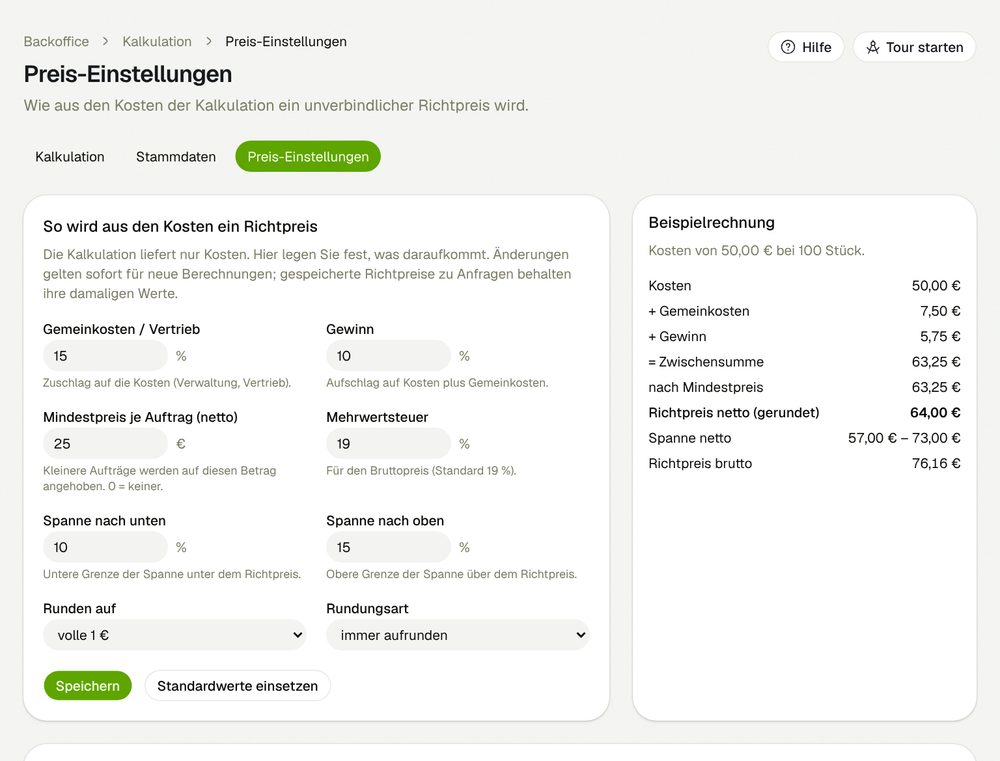 Backoffice > Kalkulation > Preis-Einstellungen
Hilfe
Tour starten
Preis-Einstellungen
Wie aus den Kosten der Kalkulation ein unverbindlicher Richtpreis wird.
Kalkulation Stammdaten Preis-Einstellungen
So wird aus den Kosten ein Richtpreis
Die Kalkulation liefert nur Kosten. Hier legen Sie fest, was daraufkommt. Änderungen
gelten sofort für neue Berechnungen; gespeicherte Richtpreise zu Anfragen behalten
ihre damaligen Werte.
Gemeinkosten / Vertrieb
15 %
Zuschlag auf die Kosten (Verwaltung, Vertrieb).
Gewinn
10 %
Aufschlag auf Kosten plus Gemeinkosten.
Mindestpreis je Auftrag (netto)
25 €
Kleinere Aufträge werden auf diesen Betrag
angehoben. 0 = keiner.
Mehrwertsteuer
19 %
Für den Bruttopreis (Standard 19 %).
Spanne nach unten
10 %
Untere Grenze der Spanne unter dem Richtpreis.
Spanne nach oben
15 %
Obere Grenze der Spanne über dem Richtpreis.
Runden auf
volle 1 €
Rundungsart
immer aufrunden
Speichern
Standardwerte einsetzen
Beispielrechnung
Kosten von 50,00 € bei 100 Stück.
Kosten 50,00 €
+ Gemeinkosten 7,50 €
+ Gewinn 5,75 €
= Zwischensumme 63,25 €
nach Mindestpreis 63,25 €
Richtpreis netto (gerundet) 64,00 €
Spanne netto 57,00 € – 73,00 €
Richtpreis brutto 76,16 €